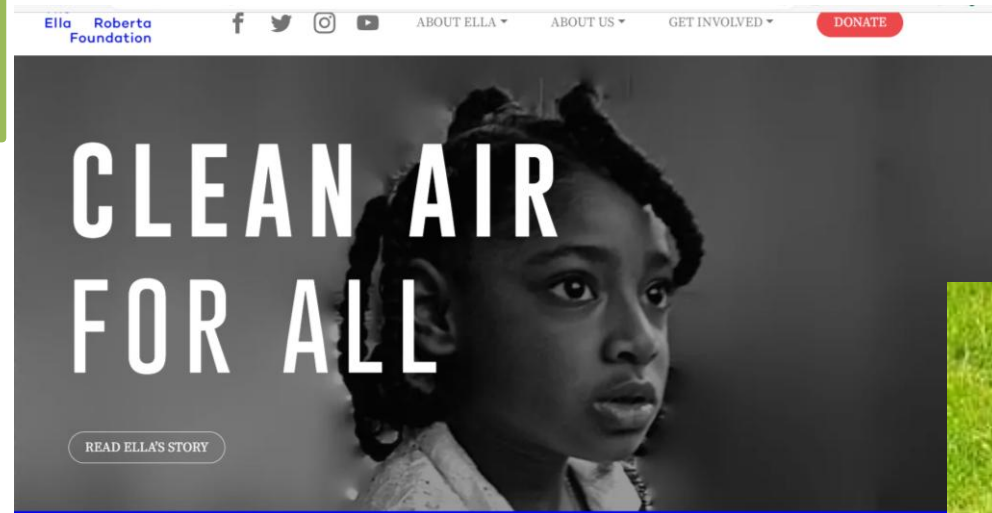 Ella Roberta
Foundation
ABOUT ELLA
ABOUT US
GET INVOLVED
DONATE
CLEAN AIR
FOR ALL
READ ELLA'S STORY